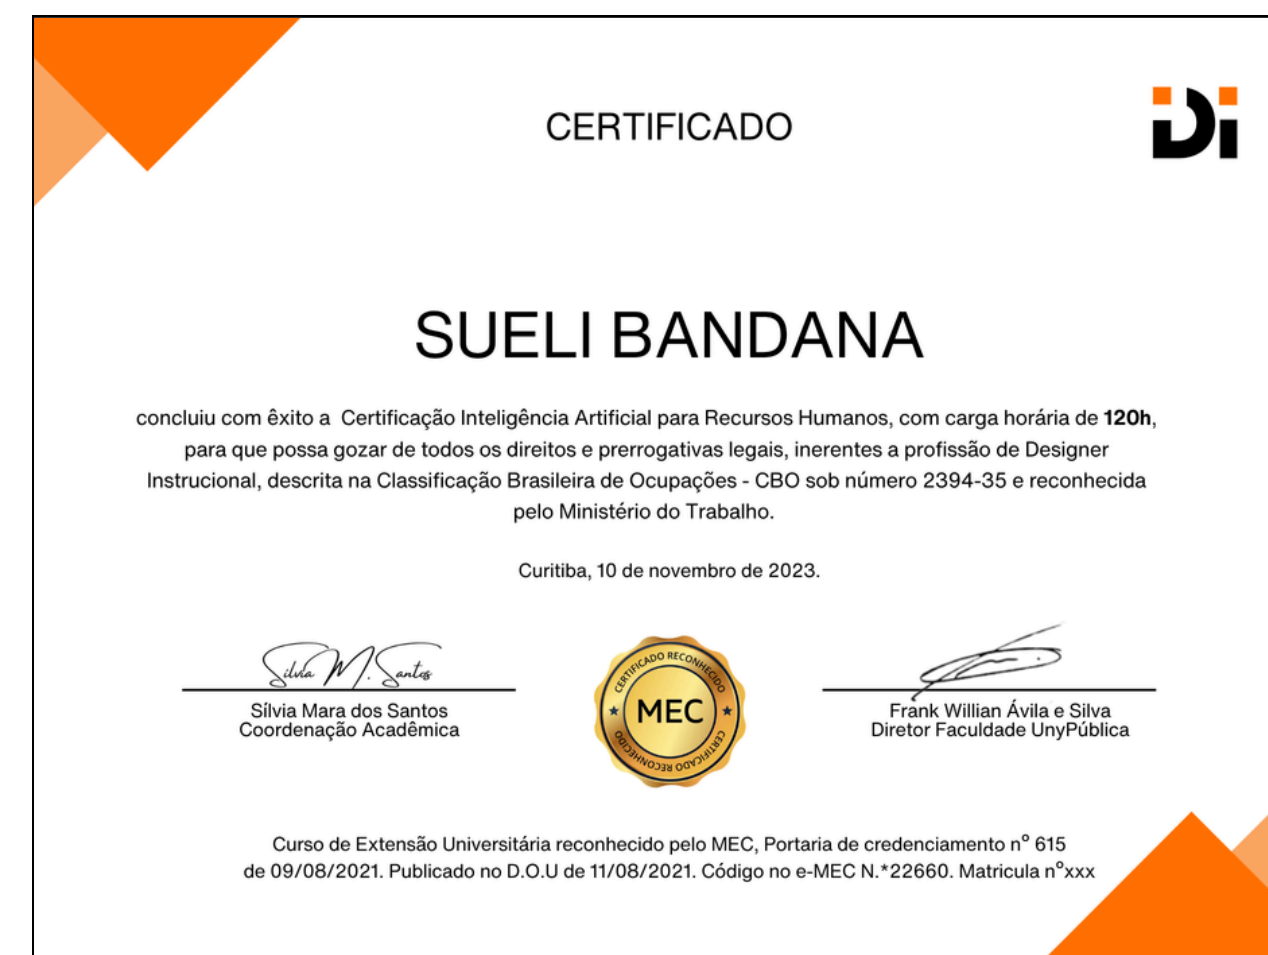 CERTIFICADO
Di
SUELI BANDANA
concluiu com êxito a Certificação Inteligência Artificial para Recursos Humanos, com carga horária de 120h,
para que possa gozar de todos os direitos e prerrogativas legais, inerentes a profissão de Designer
Instrucional, descrita na Classificação Brasileira de Ocupações - CBO sob número 2394-35 e reconhecida
pelo Ministério do Trabalho.
Curitiba, 10 de novembro de 2023.
Silvia M. Santos
Sílvia Mara dos Santos
Coordenação Acadêmica
CERTIFICADO RECONHECIDO
MEC
CERTIFICADO RECONHECIDO
Frank Willian Ávila e Silva
Diretor Faculdade UnyPública
Curso de Extensão Universitária reconhecido pelo MEC, Portaria de credenciamento nº 615
de 09/08/2021. Publicado no D.O.U de 11/08/2021. Código no e-MEC N.*22660. Matricula nºxxx